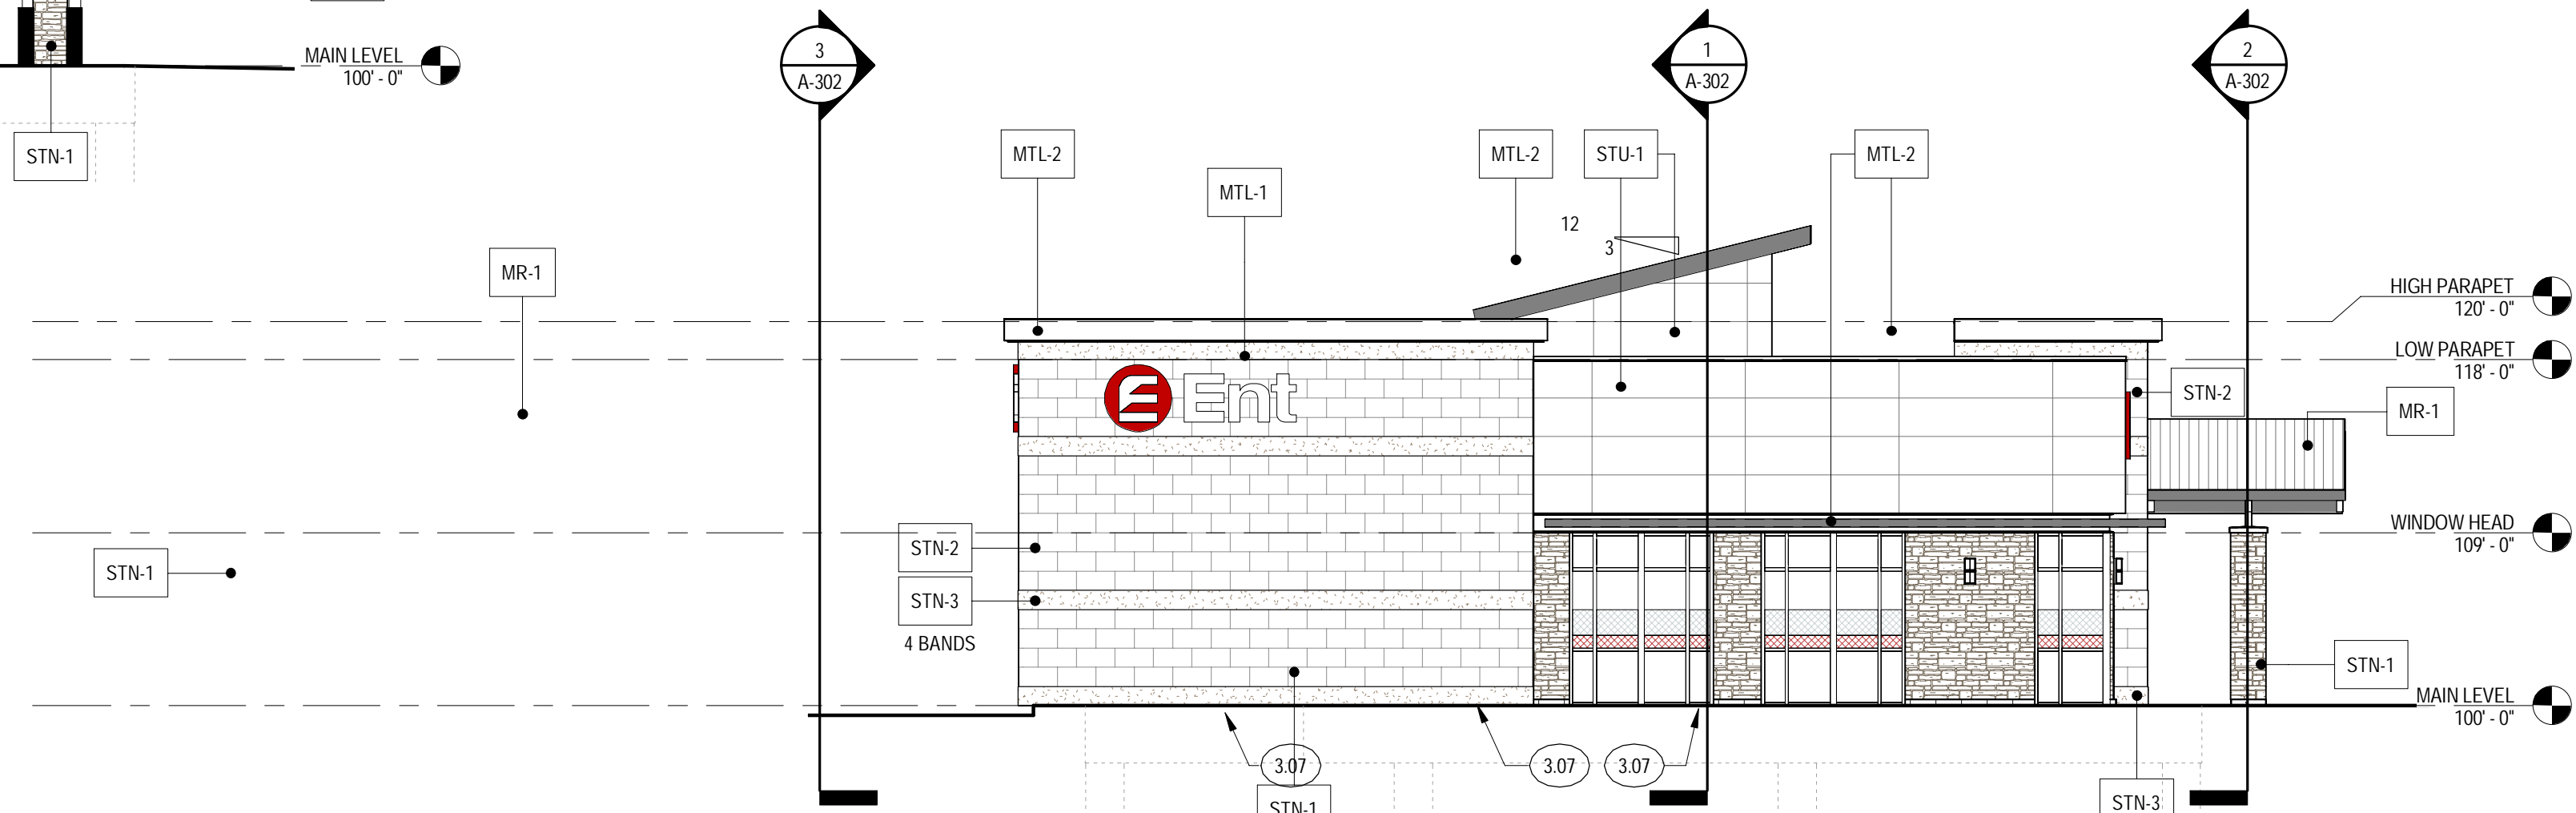 3
A-302
1
A-302
2
A-302
MAIN LEVEL
100' - 0"
STN-1
MTL-2
MTL-1
MTL-2
STU-1
MTL-2
12
3
MR-1
HIGH PARAPET
120' - 0"
LOW PARAPET
118' - 0"
Ent
STN-2
MR-1
STN-2
WINDOW HEAD
109' - 0"
STN-1
STN-3
4 BANDS
STN-1
MAIN LEVEL
100' - 0"
3.07
3.07
3.07
STN-1
STN-3